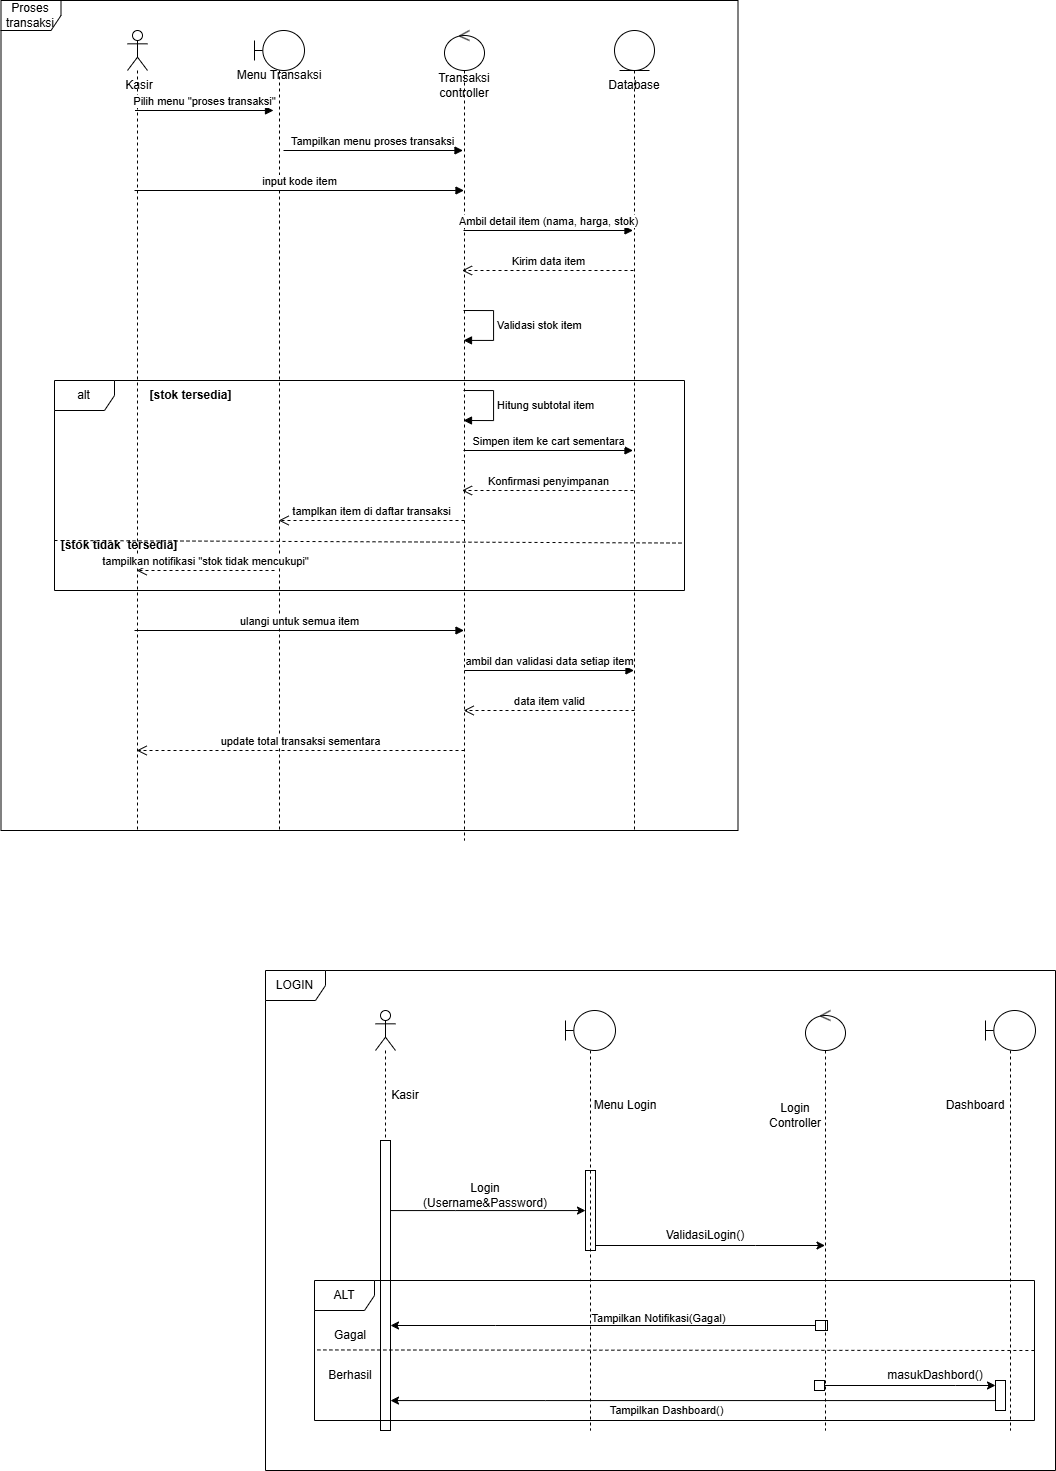 Proses
transaksi
Kasir
Menu Transaksi
Transaksi
controller
Database
Pilih menu "proses transaksi"
Tampilkan menu proses transaksi
input kode item
Ambil detail item (nama, harga, stok)
Kirim data item
Validasi stok item
alt
[stok tersedia]
Hitung subtotal item
Simpen item ke cart sementara
Konfirmasi penyimpanan
tamplkan item di daftar transaksi
[stok tidak tersedia]
tampilkan notifikasi "stok tidak mencukupi"
ulangi untuk semua item
ambil dan validasi data setiap item
data item valid
update total transaksi sementara
LOGIN
Kasir
Menu Login
Login
Controller
Dashboard
Login
(Username&Password)
ValidasiLogin()
ALT
Tampilkan Notifikasi(Gagal)
Gagal
Berhasil
masukDashbord()
Tampilkan Dashboard()